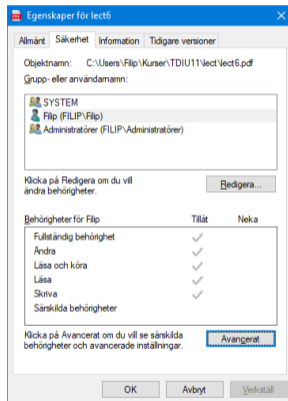 Egenskaper för lect6
Allmänt Säkerhet Information Tidigare versioner
Objektnamn: C:\Users\Filip\Kurser\TDIU11\lect\lect6.pdf
Grupp- eller användarnamn:
SYSTEM
Filip (FILIP\Filip)
Administratörer (FILIP\Administratörer)
Klicka på Redigera om du vill
ändra behörigheter.
Redigera...
Behörigheter för Filip Tillåt Neka
Fullständig behörighet
Ändra
Läsa och köra
Läsa
Skriva
Särskilda behörigheter
Klicka på Avancerat om du vill se särskilda
behörigheter och avancerade inställningar.
Avancerat
OK Avbryt Verkställ